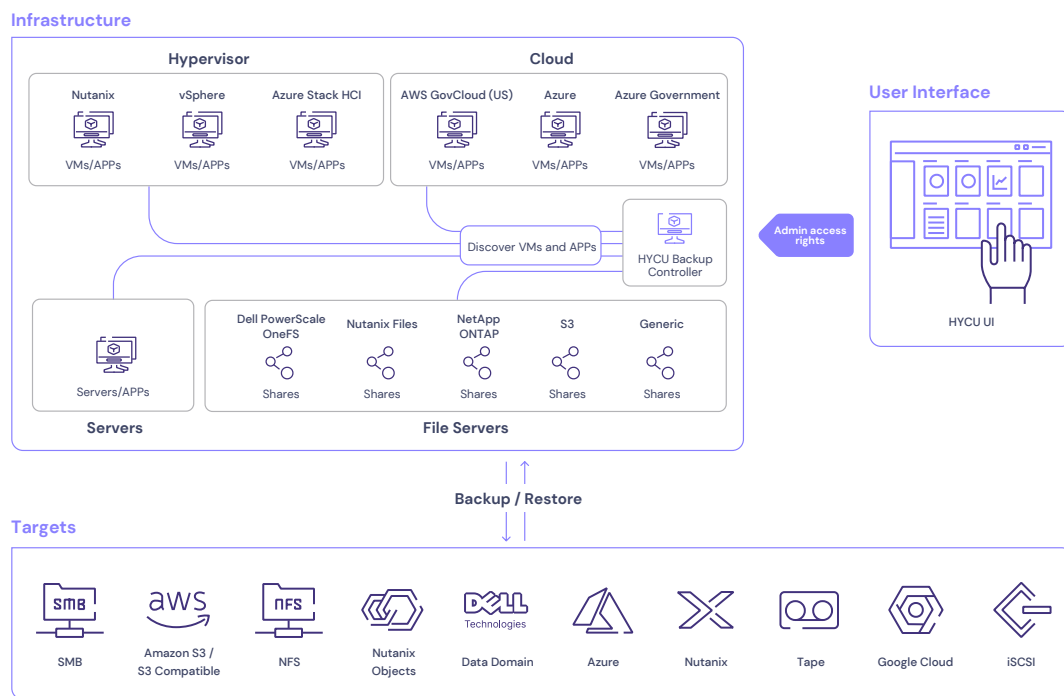 Infrastructure
Hypervisor
Cloud
Nutanix
vSphere
Azure Stack HCI
AWS GovCloud (US)
Azure
Azure Government
VMs/APPs
VMs/APPs
VMs/APPs
VMs/APPs
VMs/APPs
VMs/APPs
Discover VMs and APPs
HYCU Backup
Controller
Servers/APPs
Servers
Dell PowerScale
OneFS
Nutanix Files
NetApp
ONTAP
S3
Generic
Shares
Shares
Shares
Shares
Shares
File Servers
Admin access
rights
User Interface
HYCU UI
Backup / Restore
Targets
SMB
SMB
aws
Amazon S3 /
S3 Compatible
NFS
NFS
Nutanix
Objects
DELL
Technologies
Data Domain
Azure
Nutanix
Tape
Google Cloud
iSCSI